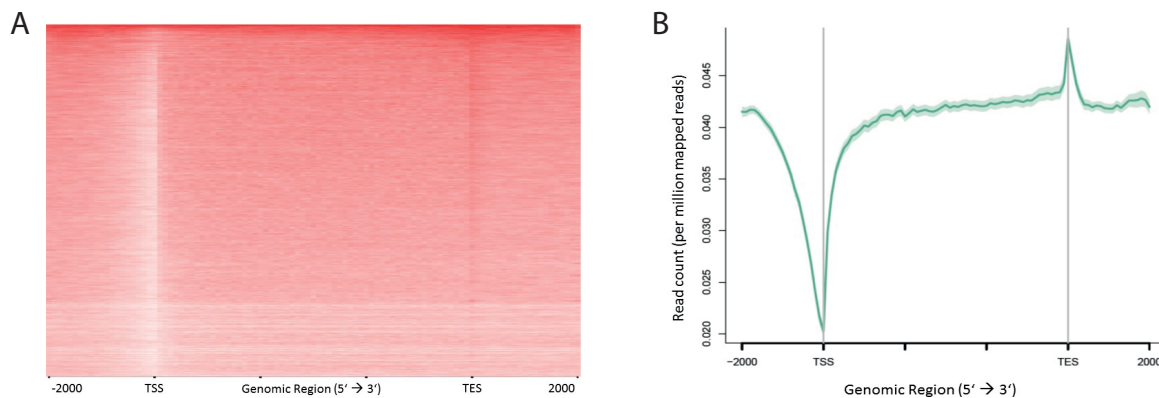 A
-2000 TSS Genomic Region (5' → 3') TES 2000
B
Read count (per million mapped reads)
0.045
0.040
0.035
0.030
0.025
0.020
−2000 TSS TES 2000
Genomic Region (5' → 3')